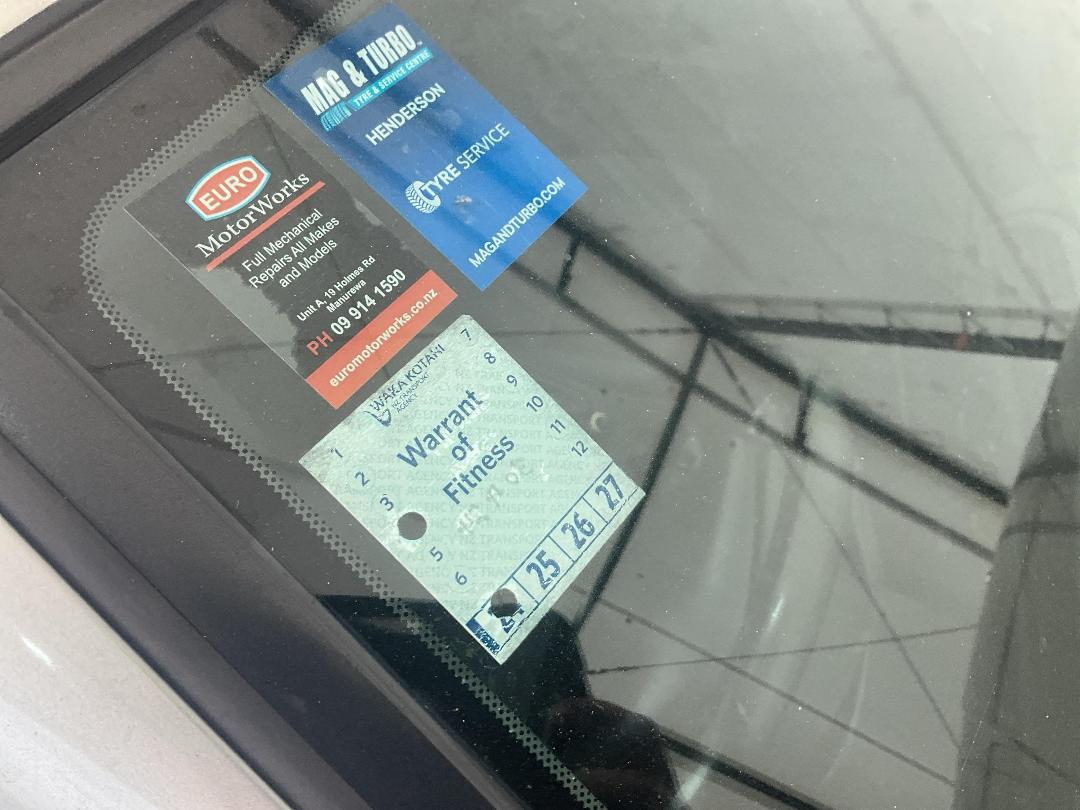 MAG & TURBO
TYRE & SERVICE CENTRE
HENDERSON
TYRE SERVICE
MAGANDTURBO.COM
EURO
MotorWorks
Full Mechanical
Repairs All Makes
and Models
Unit A, 19 Holmes Rd
Manurewa
PH 09 914 1590
euromotorworks.co.nz
WAKA KOTAHI
NZ TRANSPORT
AGENCY
Warrant
of
Fitness
1 7
2 8
3 9
10
5 11
6 12
24 25 26 27